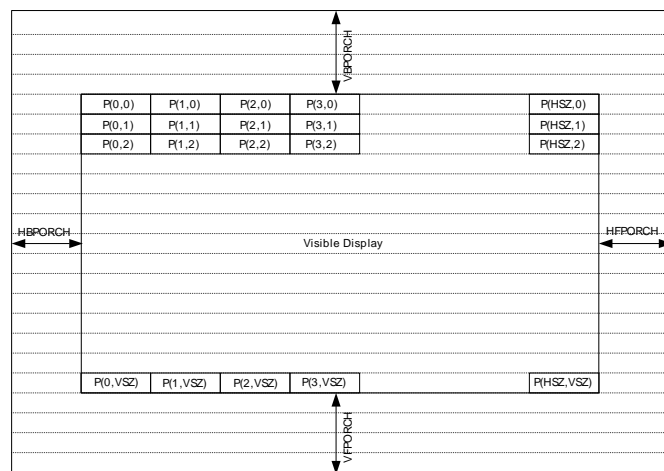 VBPORCH
P(0,0) P(1,0) P(2,0) P(3,0) P(HSZ,0)
P(0,1) P(1,1) P(2,1) P(3,1) P(HSZ,1)
P(0,2) P(1,2) P(2,2) P(3,2) P(HSZ,2)
HBPORCH HFPORCH
Visible Display
P(0,VSZ) P(1,VSZ) P(2,VSZ) P(3,VSZ) P(HSZ,VSZ)
VFPORCH